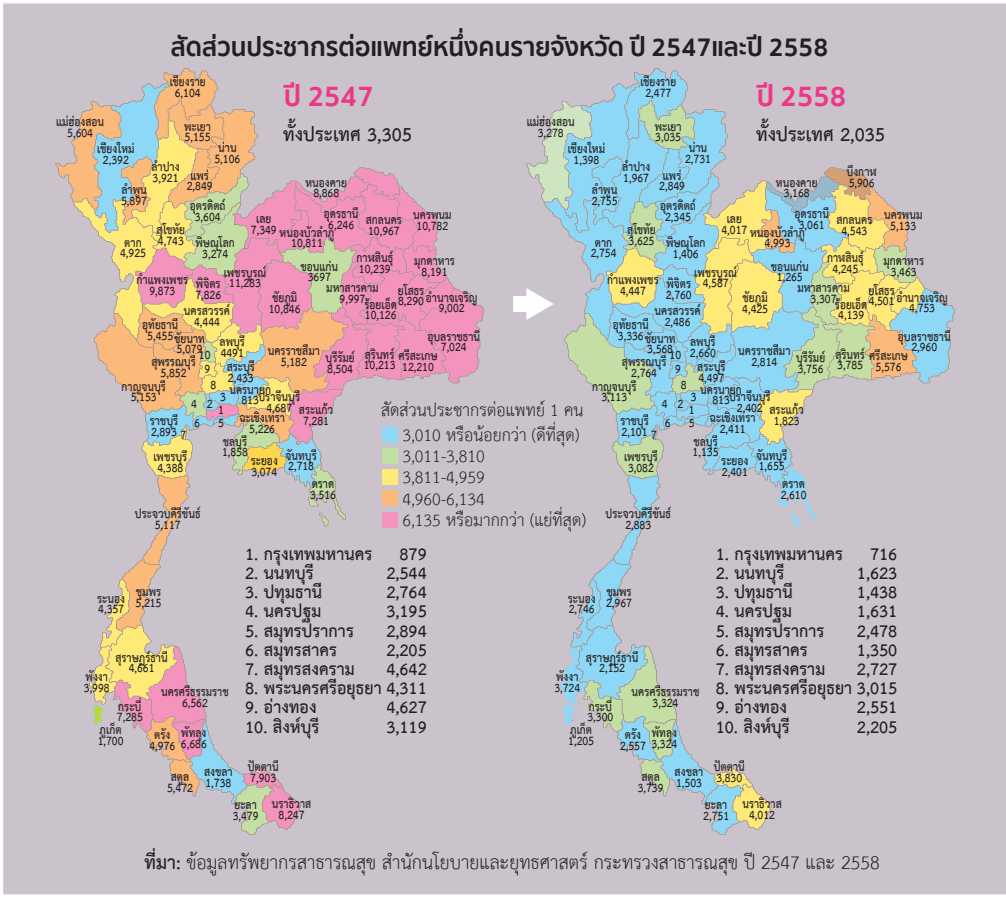 สัดส่วนประชากรต่อแพทย์หนึ่งคนรายจังหวัด ปี 2547และปี 2558
ปี 2547
ทั้งประเทศ 3,305
เชียงราย
6,104
แม่ฮ่องสอน
5,604
พะเยา
5,155
เชียงใหม่
2,392
น่าน
5,106
ลำปาง
3,921
แพร่
2,849
ลำพูน
5,897
อุตรดิตถ์
3,604
สุโขทัย
4,743
ตาก
4,925
พิษณุโลก
3,274
หนองคาย
8,868
เลย
7,349
อุดรธานี
6,246
หนองบัวลำภู
10,811
สกลนคร
10,967
นครพนม
10,782
กำแพงเพชร
9,873
พิจิตร
7,826
เพชรบูรณ์
11,283
ขอนแก่น
3697
กาฬสินธุ์
10,239
มุกดาหาร
8,191
ชัยภูมิ
10,846
มหาสารคาม
9,997
ร้อยเอ็ด
10,126
ยโสธร
8,290
อำนาจเจริญ
9,002
นครสวรรค์
4,444
อุทัยธานี
5,455
ชัยนาท
5,079
ลพบุรี
4491
นครราชสีมา
5,182
บุรีรัมย์
8,504
สุรินทร์
10,213
ศรีสะเกษ
12,210
อุบลราชธานี
7,024
สุพรรณบุรี
5,852
10
9
8
สระบุรี
2,433
กาญจนบุรี
5,153
นครนายก
813
ปราจีนบุรี
4,687
สระแก้ว
7,281
4
2
3
1
6
5
7
ฉะเชิงเทรา
5,226
ราชบุรี
2,893
ชลบุรี
1,858
ระยอง
3,074
จันทบุรี
2,718
ตราด
3,516
เพชรบุรี
4,388
ประจวบคีรีขันธ์
5,117
ชุมพร
5,215
ระนอง
4,357
สุราษฎร์ธานี
4,661
พังงา
3,998
กระบี่
7,285
นครศรีธรรมราช
6,562
ภูเก็ต
1,700
ตรัง
4,976
พัทลุง
6,686
สตูล
5,472
สงขลา
1,738
ปัตตานี
7,903
ยะลา
3,479
นราธิวาส
8,247
สัดส่วนประชากรต่อแพทย์ 1 คน
3,010 หรือน้อยกว่า (ดีที่สุด)
3,011-3,810
3,811-4,959
4,960-6,134
6,135 หรือมากกว่า (แย่ที่สุด)
1. กรุงเทพมหานคร 879
2. นนทบุรี 2,544
3. ปทุมธานี 2,764
4. นครปฐม 3,195
5. สมุทรปราการ 2,894
6. สมุทรสาคร 2,205
7. สมุทรสงคราม 4,642
8. พระนครศรีอยุธยา 4,311
9. อ่างทอง 4,627
10. สิงห์บุรี 3,119
ปี 2558
ทั้งประเทศ 2,035
เชียงราย
2,477
แม่ฮ่องสอน
3,278
พะเยา
3,035
เชียงใหม่
1,398
น่าน
2,731
ลำปาง
1,967
แพร่
2,849
ลำพูน
2,755
อุตรดิตถ์
2,345
สุโขทัย
3,625
ตาก
2,754
พิษณุโลก
1,406
หนองคาย
3,168
บึงกาฬ
5,906
เลย
4,017
อุดรธานี
3,061
หนองบัวลำภู
4,993
สกลนคร
4,543
นครพนม
5,133
กำแพงเพชร
4,447
พิจิตร
2,760
เพชรบูรณ์
4,587
ขอนแก่น
1,265
กาฬสินธุ์
4,245
มุกดาหาร
3,463
ชัยภูมิ
4,425
มหาสารคาม
3,307
ร้อยเอ็ด
4,139
ยโสธร
4,501
อำนาจเจริญ
4,753
นครสวรรค์
2,486
อุทัยธานี
3,336
ชัยนาท
3,568
ลพบุรี
2,660
นครราชสีมา
2,814
บุรีรัมย์
3,756
สุรินทร์
3,785
ศรีสะเกษ
5,576
อุบลราชธานี
2,960
สุพรรณบุรี
2,764
10
9
8
สระบุรี
4,497
กาญจนบุรี
3,113
นครนายก
813
ปราจีนบุรี
2,402
สระแก้ว
1,823
4
2
3
1
6
5
7
ฉะเชิงเทรา
2,411
ราชบุรี
2,101
ชลบุรี
1,135
ระยอง
2,401
จันทบุรี
1,655
ตราด
2,610
เพชรบุรี
3,082
ประจวบคีรีขันธ์
2,883
ชุมพร
2,967
ระนอง
2,746
สุราษฎร์ธานี
2,152
พังงา
3,724
กระบี่
3,300
นครศรีธรรมราช
3,324
ภูเก็ต
1,205
ตรัง
2,557
พัทลุง
3,324
สตูล
3,739
สงขลา
1,503
ปัตตานี
3,830
ยะลา
2,751
นราธิวาส
4,012
1. กรุงเทพมหานคร 716
2. นนทบุรี 1,623
3. ปทุมธานี 1,438
4. นครปฐม 1,631
5. สมุทรปราการ 2,478
6. สมุทรสาคร 1,350
7. สมุทรสงคราม 2,727
8. พระนครศรีอยุธยา 3,015
9. อ่างทอง 2,551
10. สิงห์บุรี 2,205
ที่มา: ข้อมูลทรัพยากรสาธารณสุข สำนักนโยบายและยุทธศาสตร์ กระทรวงสาธารณสุข ปี 2547 และ 2558